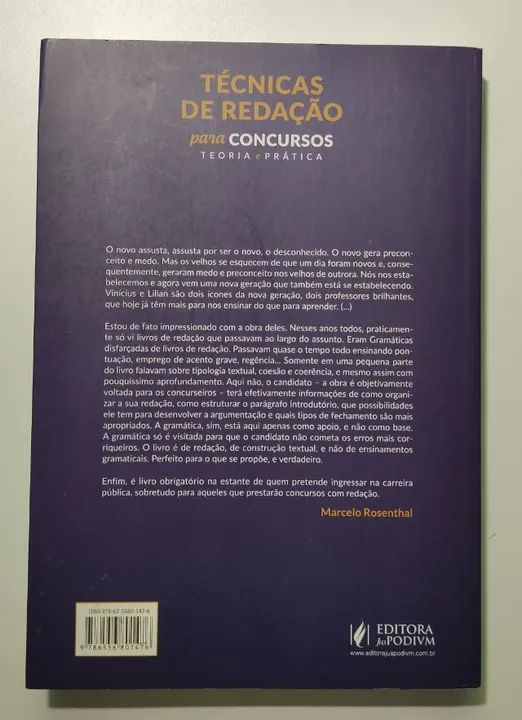 TÉCNICAS
DE REDAÇÃO
para CONCURSOS
TEORIA e PRÁTICA
O novo assusta, assusta por ser o novo, o desconhecido. O novo gera precon-
ceito e medo. Mas os velhos se esquecem de que um dia foram novos e, conse-
quentemente, geraram medo e preconceito nos velhos de outrora. Nós nos esta-
belecemos e agora vem uma nova geração que também está se estabelecendo.
Vinicius e Lilian são dois ícones da nova geração, dois professores brilhantes,
que hoje já têm mais para nos ensinar do que para aprender. (...)
Estou de fato impressionado com a obra deles. Nesses anos todos, praticamen-
te só vi livros de redação que passavam ao largo do assunto. Eram Gramáticas
disfarçadas de livros de redação. Passavam quase o tempo todo ensinando pon-
tuação, emprego de acento grave, regência... Somente em uma pequena parte
do livro falavam sobre tipologia textual, coesão e coerência, e mesmo assim com
pouquíssimo aprofundamento. Aqui não, o candidato – a obra é objetivamente
voltada para os concurseiros – terá efetivamente informações de como organi-
zar a sua redação, como estruturar o parágrafo introdutório, que possibilidades
ele tem para desenvolver a argumentação e quais tipos de fechamento são mais
apropriados. A gramática, sim, está aqui apenas como apoio, e não como base.
A gramática só é visitada para que o candidato não cometa os erros mais cor-
riqueiros. O livro é de redação, de construção textual, e não de ensinamentos
gramaticais. Perfeito para o que se propõe, e verdadeiro.
Enfim, é livro obrigatório na estante de quem pretende ingressar na carreira
pública, sobretudo para aqueles que prestarão concursos com redação.
Marcelo Rosenthal
ISBN 978-65-5680-147-6
9 786556 801476
EDITORA
JusPODIVM
www.editorajuspodivm.com.br